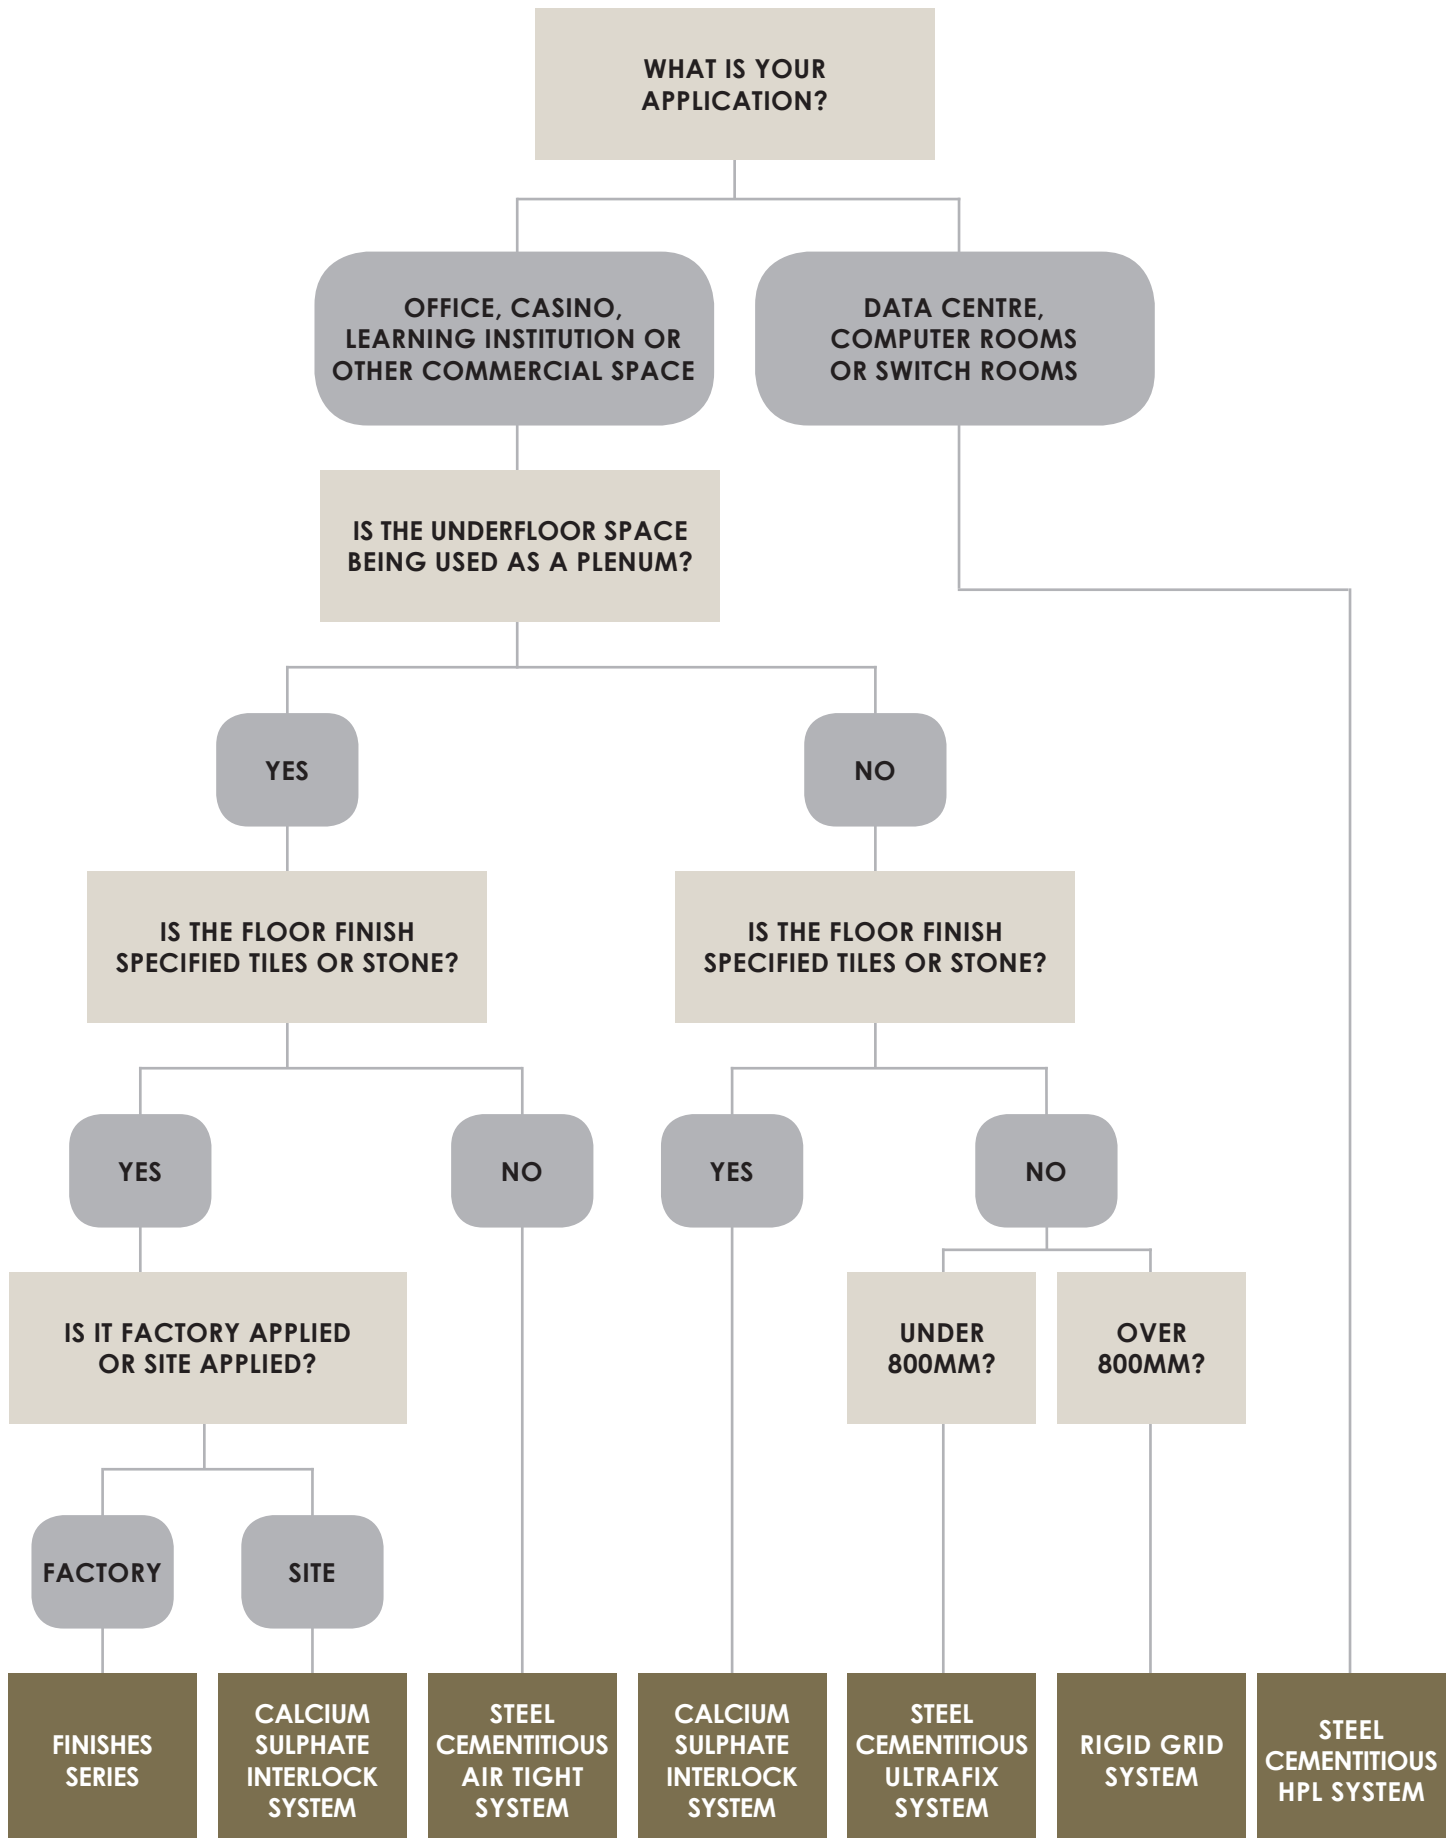 WHAT IS YOUR
APPLICATION?
OFFICE, CASINO,
LEARNING INSTITUTION OR
OTHER COMMERCIAL SPACE
DATA CENTRE,
COMPUTER ROOMS
OR SWITCH ROOMS
IS THE UNDERFLOOR SPACE
BEING USED AS A PLENUM?
YES
NO
IS THE FLOOR FINISH
SPECIFIED TILES OR STONE?
IS THE FLOOR FINISH
SPECIFIED TILES OR STONE?
YES
NO
YES
NO
IS IT FACTORY APPLIED
OR SITE APPLIED?
UNDER
800MM?
OVER
800MM?
FACTORY
SITE
FINISHES
SERIES
CALCIUM
SULPHATE
INTERLOCK
SYSTEM
STEEL
CEMENTITIOUS
AIR TIGHT
SYSTEM
CALCIUM
SULPHATE
INTERLOCK
SYSTEM
STEEL
CEMENTITIOUS
ULTRAFIX
SYSTEM
RIGID GRID
SYSTEM
STEEL
CEMENTITIOUS
HPL SYSTEM